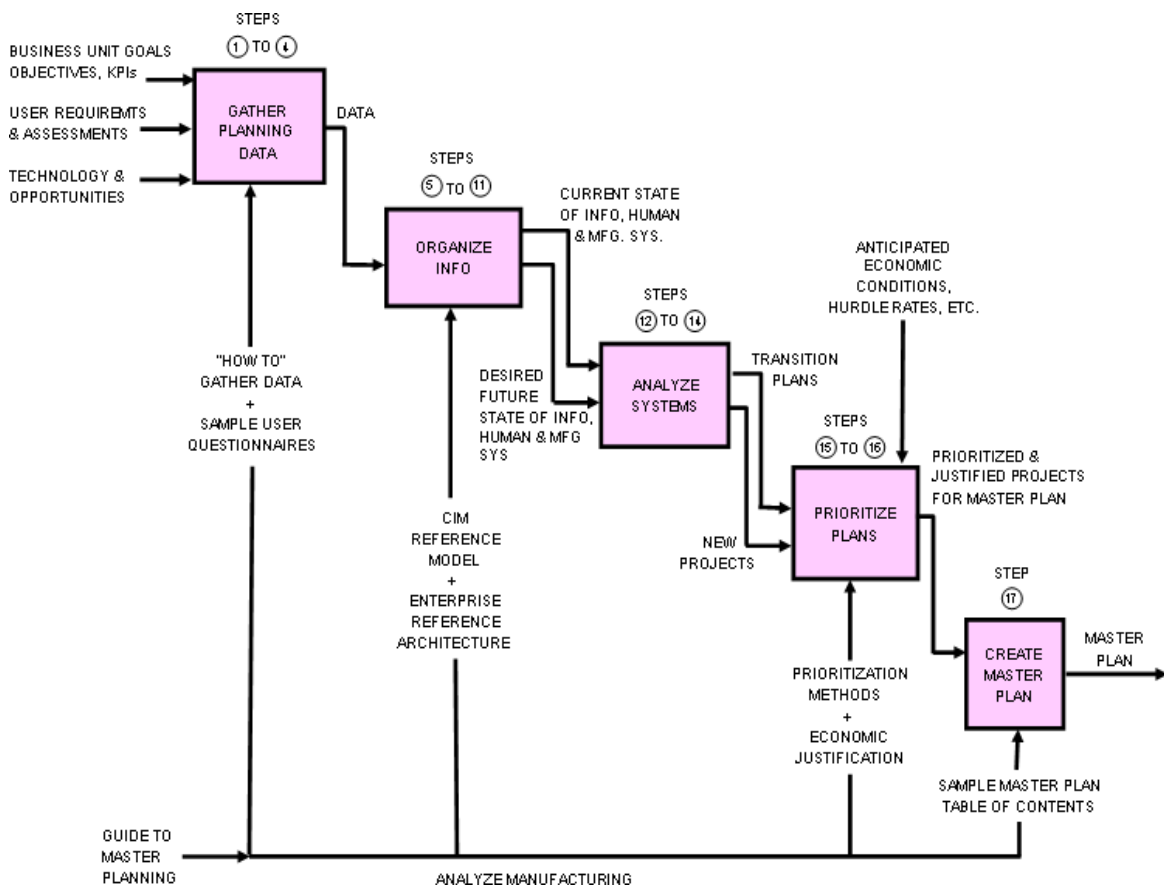 STEPS
1 TO 4
BUSINESS UNIT GOALS
OBJECTIVES, KPIs
USER REQUIREMTS
& ASSESSMENTS
TECHNOLOGY &
OPPORTUNITIES
GATHER
PLANNING
DATA
DATA
STEPS
5 TO 11
ORGANIZE
INFO
CURRENT STATE
OF INFO, HUMAN
& MFG. SYS.
ANTICIPATED
ECONOMIC
CONDITIONS,
HURDLE RATES, ETC.
STEPS
12 TO 14
"HOW TO"
GATHER DATA
+
SAMPLE USER
QUESTIONNAIRES
DESIRED
FUTURE
STATE OF INFO,
HUMAN & MFG
SYS
ANALYZE
SYSTEMS
TRANSITION
PLANS
STEPS
15 TO 16
PRIORITIZED &
JUSTIFIED PROJECTS
FOR MASTER PLAN
PRIORITIZE
PLANS
CIM
REFERENCE
MODEL
+
ENTERPRISE
REFERENCE
ARCHITECTURE
NEW
PROJECTS
STEP
17
CREATE
MASTER
PLAN
MASTER
PLAN
PRIORITIZATION
METHODS
+
ECONOMIC
JUSTIFICATION
SAMPLE MASTER PLAN
TABLE OF CONTENTS
GUIDE TO
MASTER
PLANNING
ANALYZE MANUFACTURING